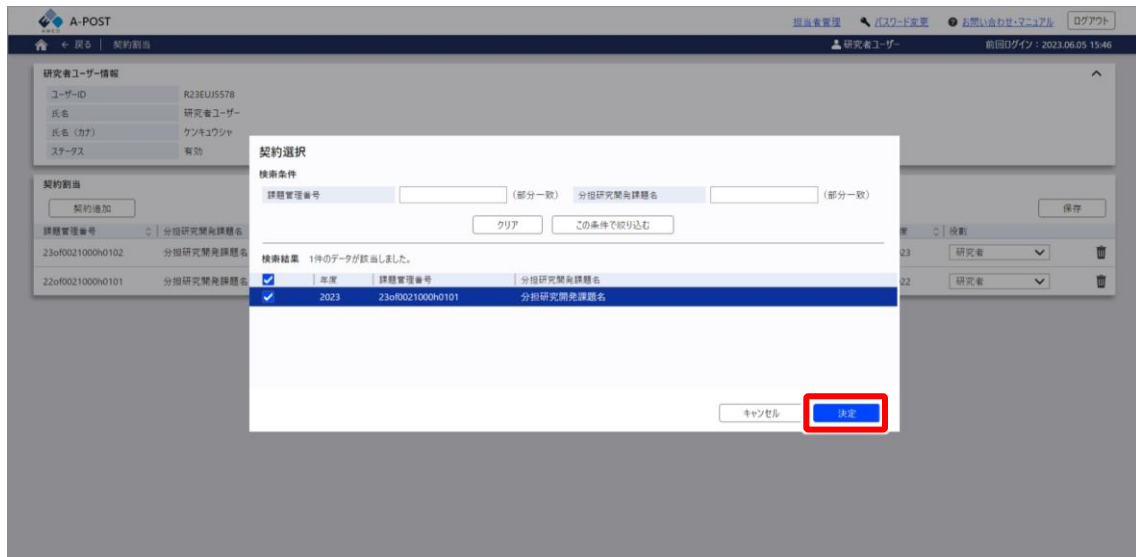 A-POST
AMED
担当者管理 パスワード変更 お問い合わせ・マニュアル ログアウト
← 戻る 契約割当 研究者ユーザー 前回ログイン：2023.06.05 15:46
研究者ユーザー情報
ユーザーID R23EUJS578
氏名 研究者ユーザー
氏名（カナ） ケンキュウシャ
ステータス 有効
契約割当
契約追加 保存
課題管理番号 分担研究開発課題名 度 役割
23of0021000h0102 分担研究開発課題名 23 研究者
22of0021000h0101 分担研究開発課題名 22 研究者
契約選択
検索条件
課題管理番号 （部分一致） 分担研究開発課題名 （部分一致）
クリア この条件で絞り込む
検索結果 1件のデータが該当しました。
年度 課題管理番号 分担研究開発課題名
2023 23of0021000h0101 分担研究開発課題名
キャンセル 決定